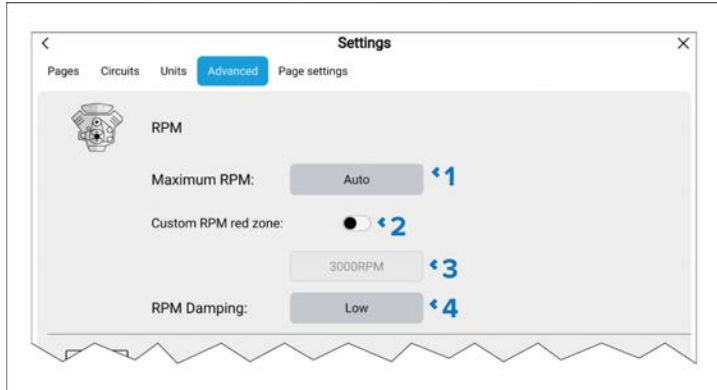 Settings
Pages Circuits Units Advanced Page settings
RPM
Maximum RPM: Auto 1
Custom RPM red zone: 2
3000RPM 3
RPM Damping: Low 4